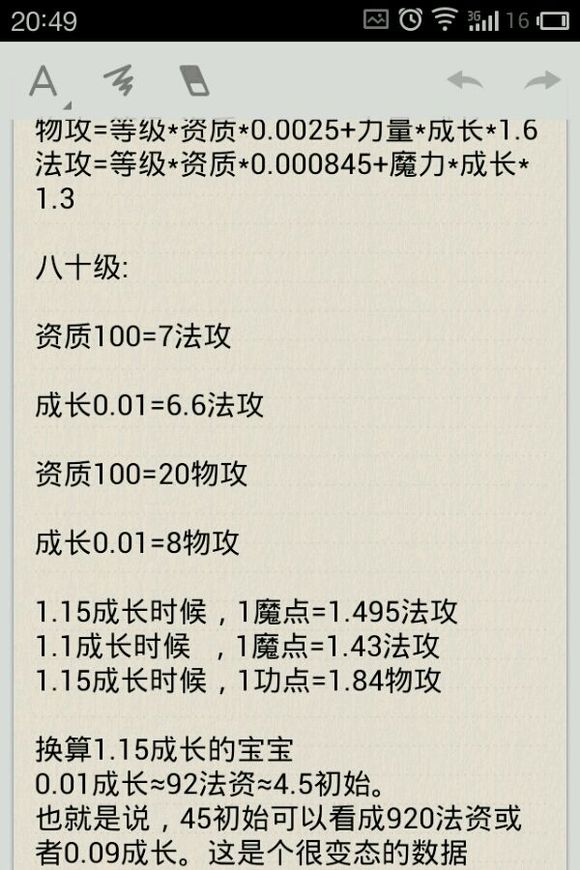 20:49
3G
16
A
物攻=等级*资质*0.0025+力量*成长*1.6
法攻=等级*资质*0.000845+魔力*成长*
1.3
八十级:
资质100=7法攻
成长0.01=6.6法攻
资质100=20物攻
成长0.01=8物攻
1.15成长时候，1魔点=1.495法攻
1.1成长时候 ，1魔点=1.43法攻
1.15成长时候，1功点=1.84物攻
换算1.15成长的宝宝
0.01成长≈92法资≈4.5初始。
也就是说，45初始可以看成920法资或
者0.09成长。这是个很变态的数据